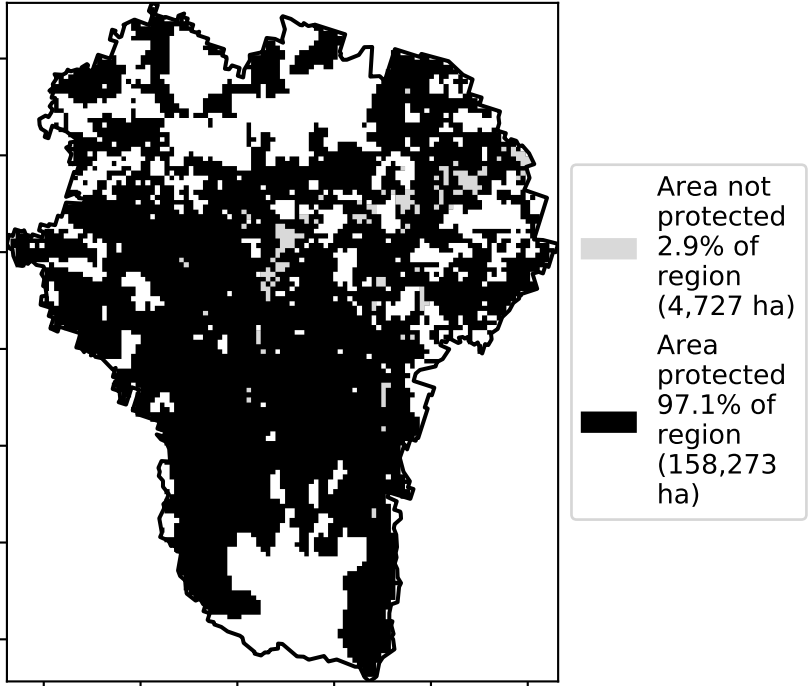 Area not
protected
2.9% of
region
(4,727 ha)
Area
protected
97.1% of
region
(158,273
ha)